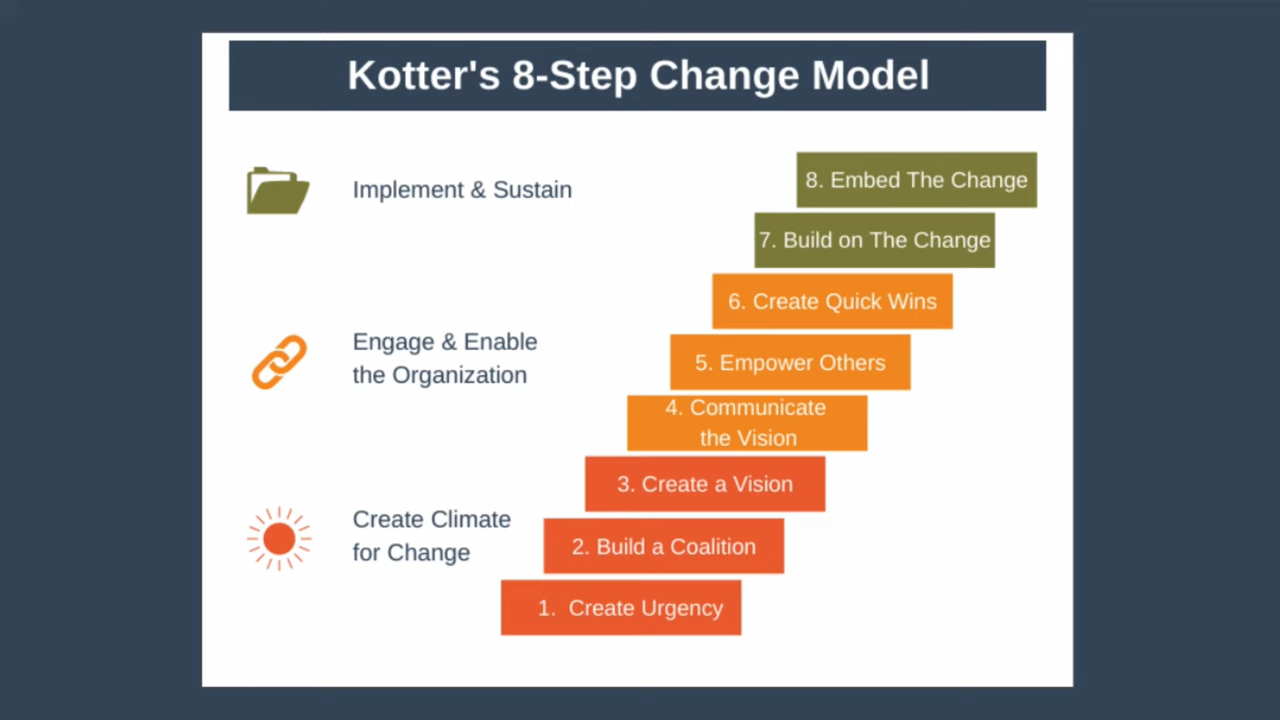 Kotter's 8-Step Change Model
Implement & Sustain
8. Embed The Change
7. Build on The Change
6. Create Quick Wins
Engage & Enable
the Organization
5. Empower Others
4. Communicate
the Vision
3. Create a Vision
Create Climate
for Change
2. Build a Coalition
1. Create Urgency